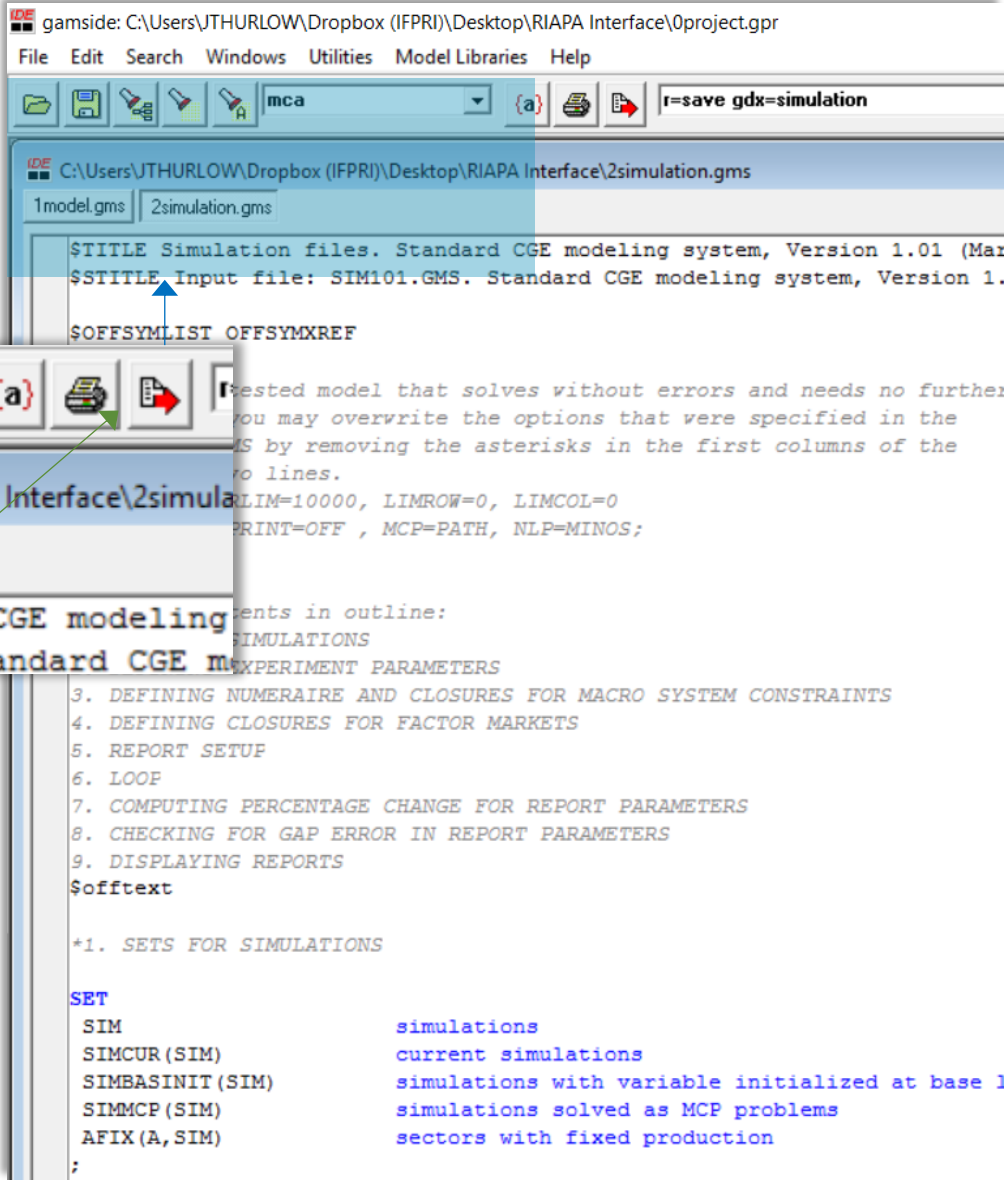 IDE gamside: C:\Users\JTHURLOW\Dropbox (IFPRI)\Desktop\RIAPA Interface\0project.gpr
File Edit Search Windows Utilities Model Libraries Help
A mca {a} r=save gdx=simulation
IDE C:\Users\JTHURLOW\Dropbox (IFPRI)\Desktop\RIAPA Interface\2simulation.gms
1model.gms 2simulation.gms
$TITLE Simulation files. Standard CGE modeling system, Version 1.01 (Mar
$STITLE Input file: SIM101.GMS. Standard CGE modeling system, Version 1.
$OFFSYMLIST OFFSYMXREF
{a}
tested model that solves without errors and needs no further
you may overwrite the options that were specified in the
by removing the asterisks in the first columns of the
lines.
Interface\2simula
LIM=10000, LIMROW=0, LIMCOL=0
PRINT=OFF , MCP=PATH, NLP=MINOS;
CGE modeling
in outline:
SIMULATIONS
andard CGE m
EXPERIMENT PARAMETERS
3. DEFINING NUMERAIRE AND CLOSURES FOR MACRO SYSTEM CONSTRAINTS
4. DEFINING CLOSURES FOR FACTOR MARKETS
5. REPORT SETUP
6. LOOP
7. COMPUTING PERCENTAGE CHANGE FOR REPORT PARAMETERS
8. CHECKING FOR GAP ERROR IN REPORT PARAMETERS
9. DISPLAYING REPORTS
$offtext
*1. SETS FOR SIMULATIONS
SET
SIM simulations
SIMCUR(SIM) current simulations
SIMBASINIT(SIM) simulations with variable initialized at base l
SIMMCP(SIM) simulations solved as MCP problems
AFIX(A,SIM) sectors with fixed production
;